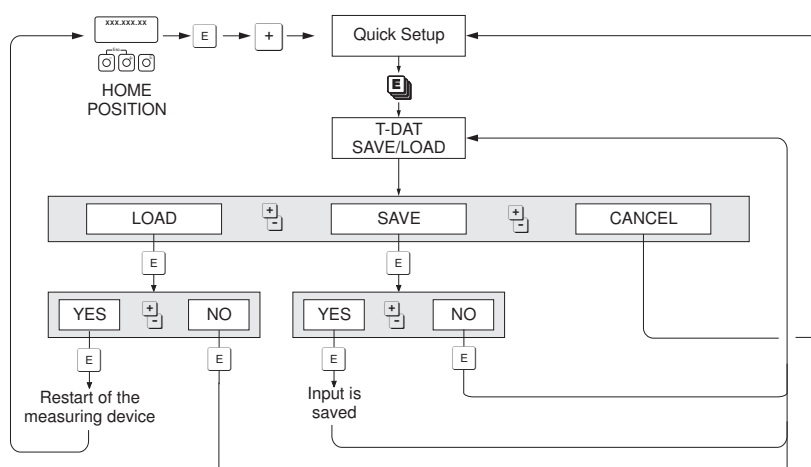 XXX.XXX.XX
Esc
E
+
Quick Setup
HOME
POSITION
E
T-DAT
SAVE/LOAD
LOAD
+
-
SAVE
+
-
CANCEL
E
E
YES
+
-
NO
YES
+
-
NO
E
E
E
E
Restart of the
measuring device
Input is
saved